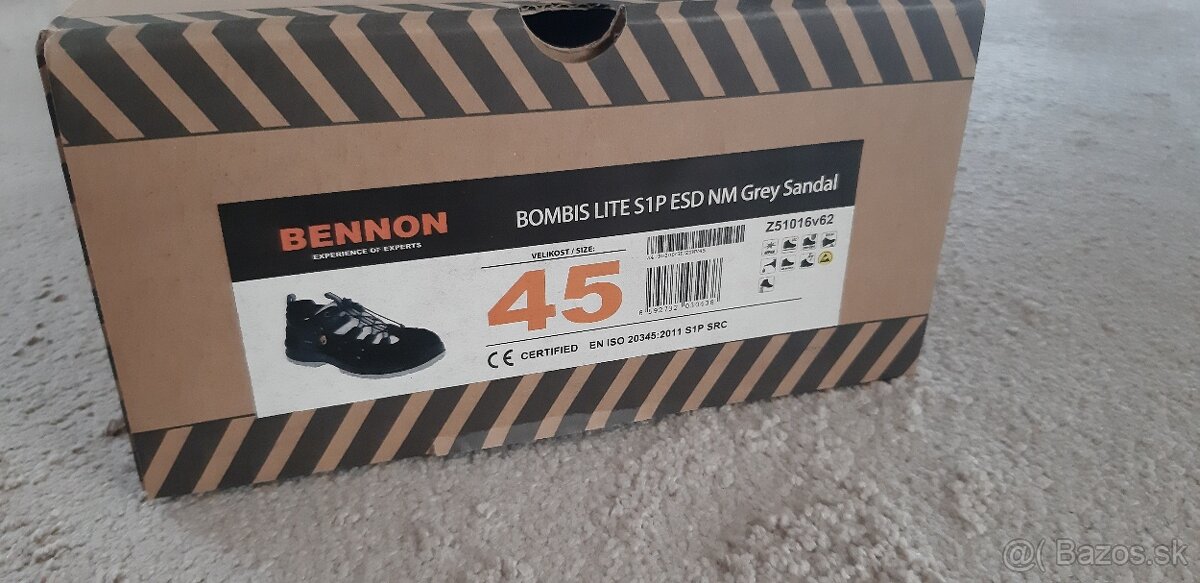 BENNON
EXPERIENCE OF EXPERTS
BOMBIS LITE S1P ESD NM Grey Sandal
Z51016v62
VELIKOST / SIZE:
45
CE CERTIFIED EN ISO 20345:2011 S1P SRC
@( Bazos.sk